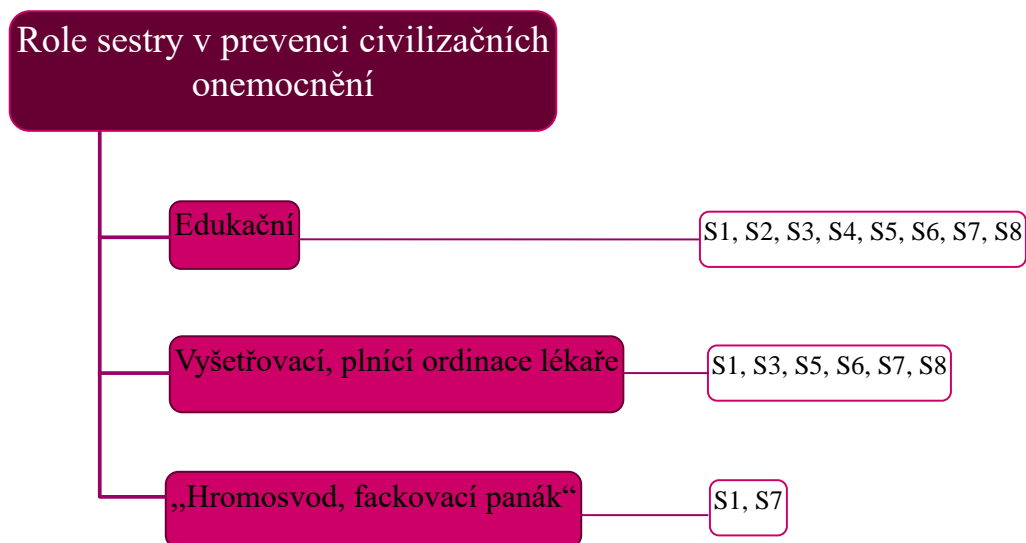 Role sestry v prevenci civilizačních
onemocnění
Edukační
S1, S2, S3, S4, S5, S6, S7, S8
Vyšetřovací, plnící ordinace lékaře
S1, S3, S5, S6, S7, S8
„Hromosvod, fackovací panák“
S1, S7